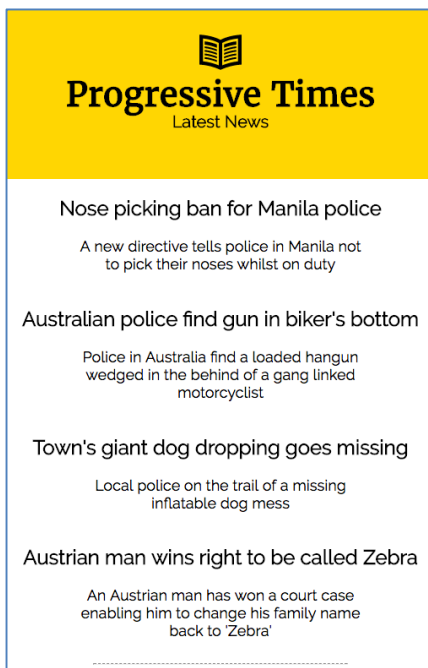 Progressive Times
Latest News
Nose picking ban for Manila police
A new directive tells police in Manila not
to pick their noses whilst on duty
Australian police find gun in biker's bottom
Police in Australia find a loaded hangun
wedged in the behind of a gang linked
motorcyclist
Town's giant dog dropping goes missing
Local police on the trail of a missing
inflatable dog mess
Austrian man wins right to be called Zebra
An Austrian man has won a court case
enabling him to change his family name
back to 'Zebra'